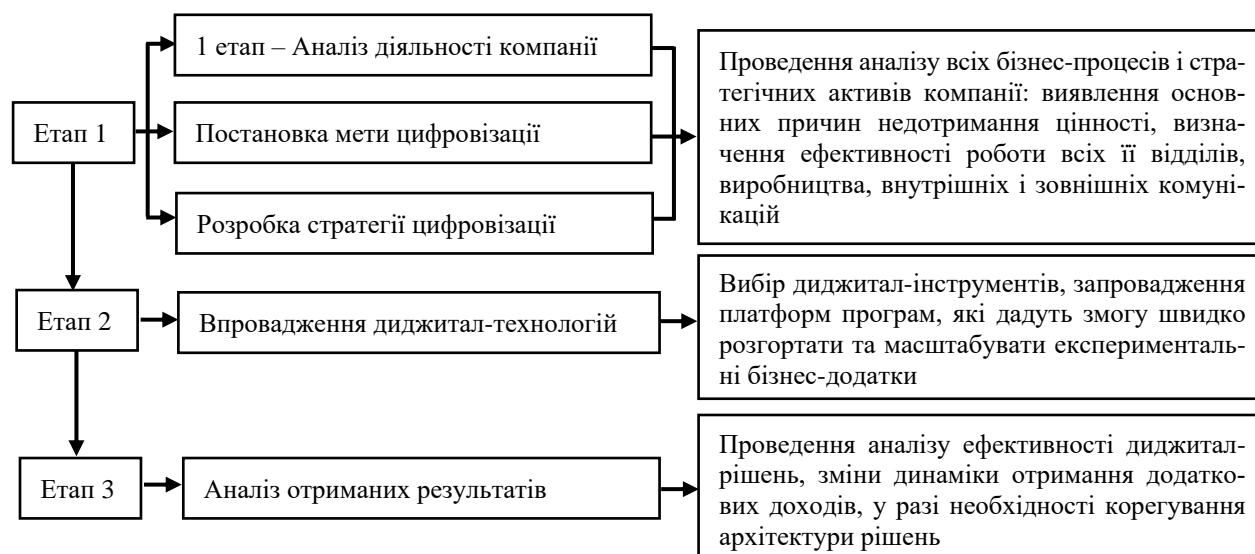 Етап 1
1 етап – Аналіз діяльності компанії
Постановка мети цифровізації
Розробка стратегії цифровізації
Проведення аналізу всіх бізнес-процесів і стра-
тегічних активів компанії: виявлення основ-
них причин недотримання цінності, визна-
чення ефективності роботи всіх її відділів,
виробництва, внутрішніх і зовнішніх комуні-
кацій
Етап 2
Впровадження диджитал-технологій
Вибір диджитал-інструментів, запровадження
платформ програм, які дадуть змогу швидко
розгортати та масштабувати експерименталь-
ні бізнес-додатки
Етап 3
Аналіз отриманих результатів
Проведення аналізу ефективності диджитал-
рішень, зміни динаміки отримання додатко-
вих доходів, у разі необхідності корегування
архітектури рішень